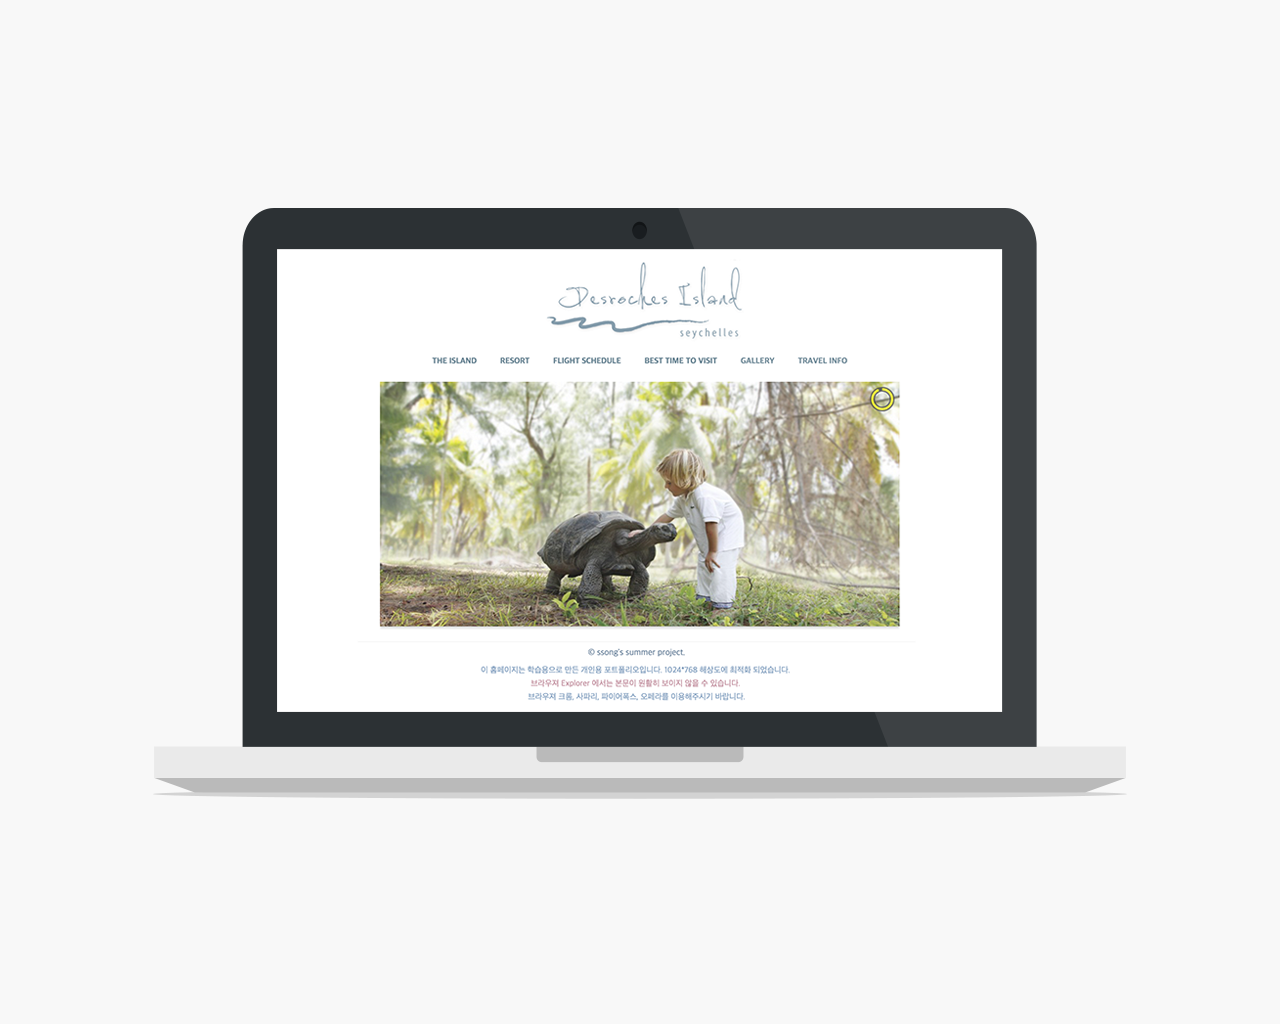 Desroches Island
seychelles
THE ISLAND RESORT FLIGHT SCHEDULE BEST TIME TO VISIT GALLERY TRAVEL INFO
© ssong's summer project.
이 홈페이지는 학습용으로 만든 개인용 포트폴리오입니다. 1024*768 해상도에 최적화 되었습니다.
브라우져 Explorer 에서는 본문이 원활히 보이지 않을 수 있습니다.
브라우져 크롬, 사파리, 파이어폭스, 오페라를 이용해주시기 바랍니다.